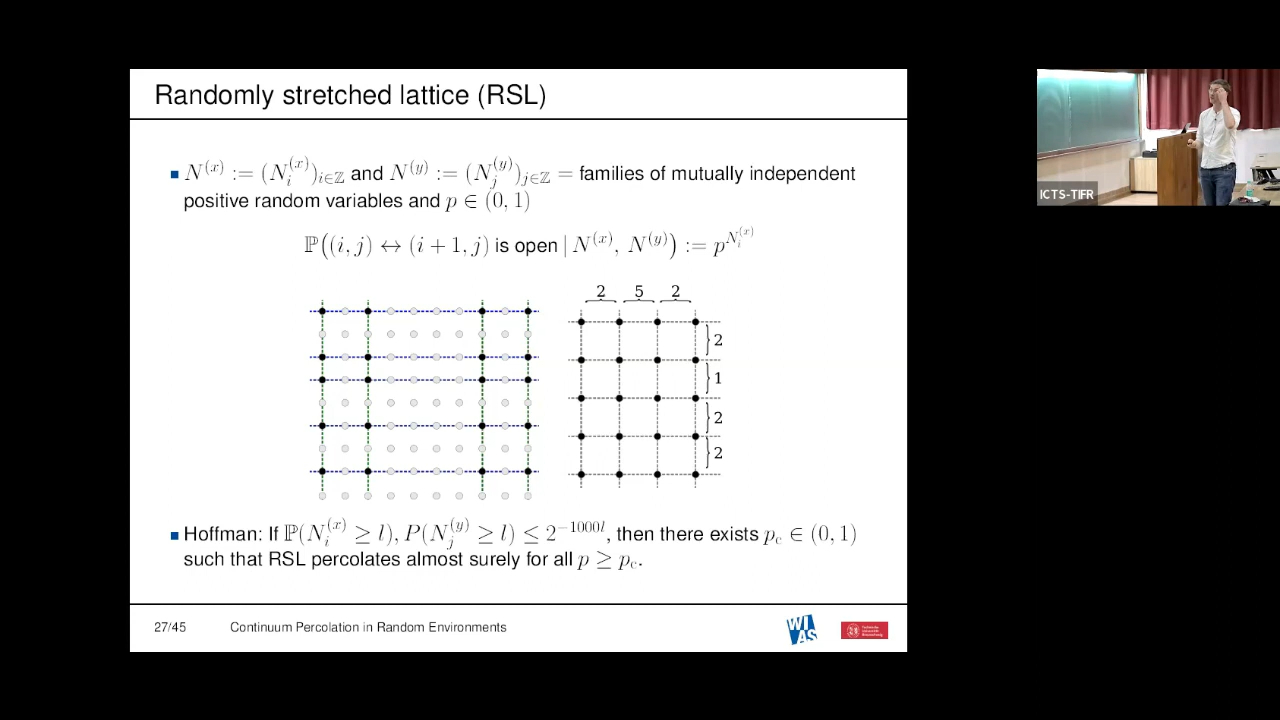 Randomly stretched lattice (RSL)
N^{(x)} := (N_i^{(x)})_{i∈ℤ} and N^{(y)} := (N_j^{(y)})_{j∈ℤ} = families of mutually independent
positive random variables and p ∈ (0, 1)
ℙ((i, j) ↔ (i + 1, j) is open | N^{(x)}, N^{(y)}) := p^{N_i^{(x)}}
2 5 2
2
1
2
2
Hoffman: If ℙ(N_i^{(x)} ≥ l), P(N_j^{(y)} ≥ l) ≤ 2^{-1000l}, then there exists p_c ∈ (0, 1)
such that RSL percolates almost surely for all p ≥ p_c.
27/45 Continuum Percolation in Random Environments
WI
AS
ICTS-TIFR